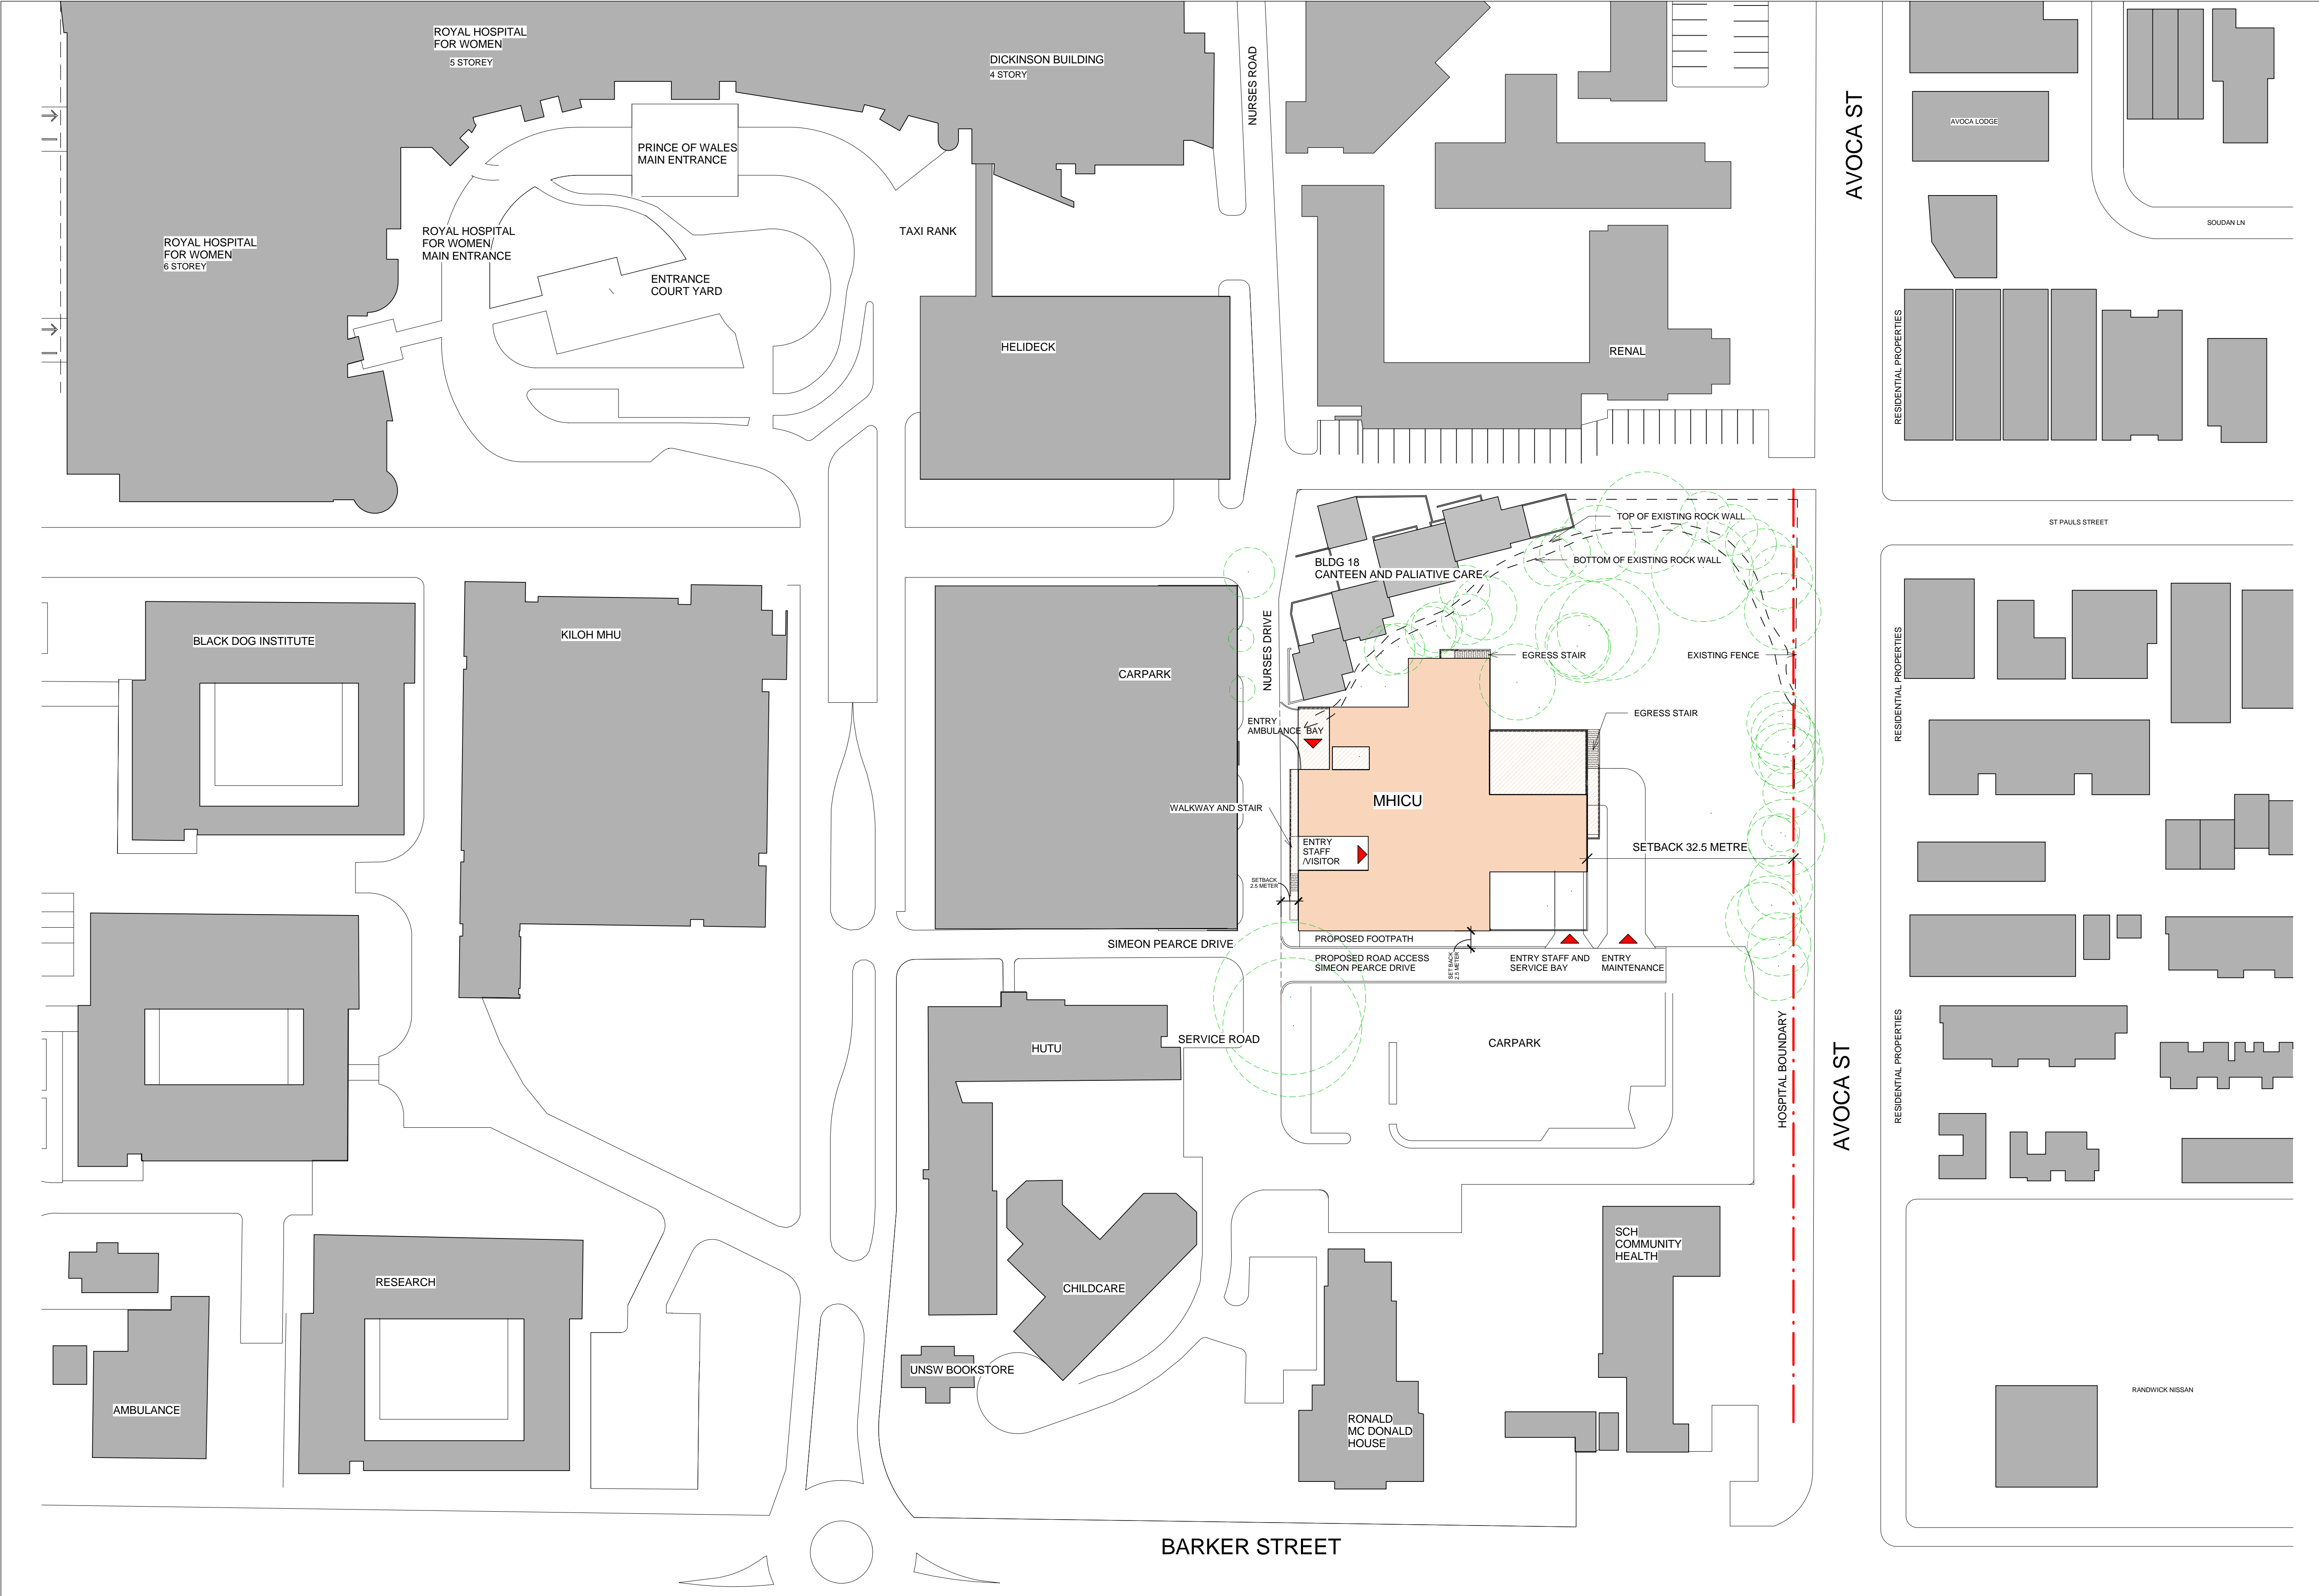 ROYAL HOSPITAL
FOR WOMEN
5 STOREY
DICKINSON BUILDING
4 STORY
NURSES ROAD
AVOCA ST
AVOCA LODGE
PRINCE OF WALES
MAIN ENTRANCE
SOUDAN LN
ROYAL HOSPITAL
FOR WOMEN
6 STOREY
ROYAL HOSPITAL
FOR WOMEN/
MAIN ENTRANCE
TAXI RANK
ENTRANCE
COURT YARD
HELIDECK
RENAL
RESIDENTIAL PROPERTIES
TOP OF EXISTING ROCK WALL
ST PAULS STREET
BLDG 18
CANTEEN AND PALIATIVE CARE
BOTTOM OF EXISTING ROCK WALL
BLACK DOG INSTITUTE
KILOH MHU
CARPARK
NURSES DRIVE
EGRESS STAIR
EXISTING FENCE
RESIDENTIAL PROPERTIES
EGRESS STAIR
ENTRY
AMBULANCE BAY
MHICU
WALKWAY AND STAIR
ENTRY
STAFF
/VISITOR
SETBACK 32.5 METRE
SETBACK
2.5 METER
SIMEON PEARCE DRIVE
PROPOSED FOOTPATH
PROPOSED ROAD ACCESS
SIMEON PEARCE DRIVE
SET BACK
2.5 METER
ENTRY STAFF AND
SERVICE BAY
ENTRY
MAINTENANCE
HUTU
SERVICE ROAD
CARPARK
HOSPITAL BOUNDARY
AVOCA ST
RESIDENTIAL PROPERTIES
SCH
COMMUNITY
HEALTH
RESEARCH
CHILDCARE
UNSW BOOKSTORE
AMBULANCE
RONALD
MC DONALD
HOUSE
RANDWICK NISSAN
BARKER STREET